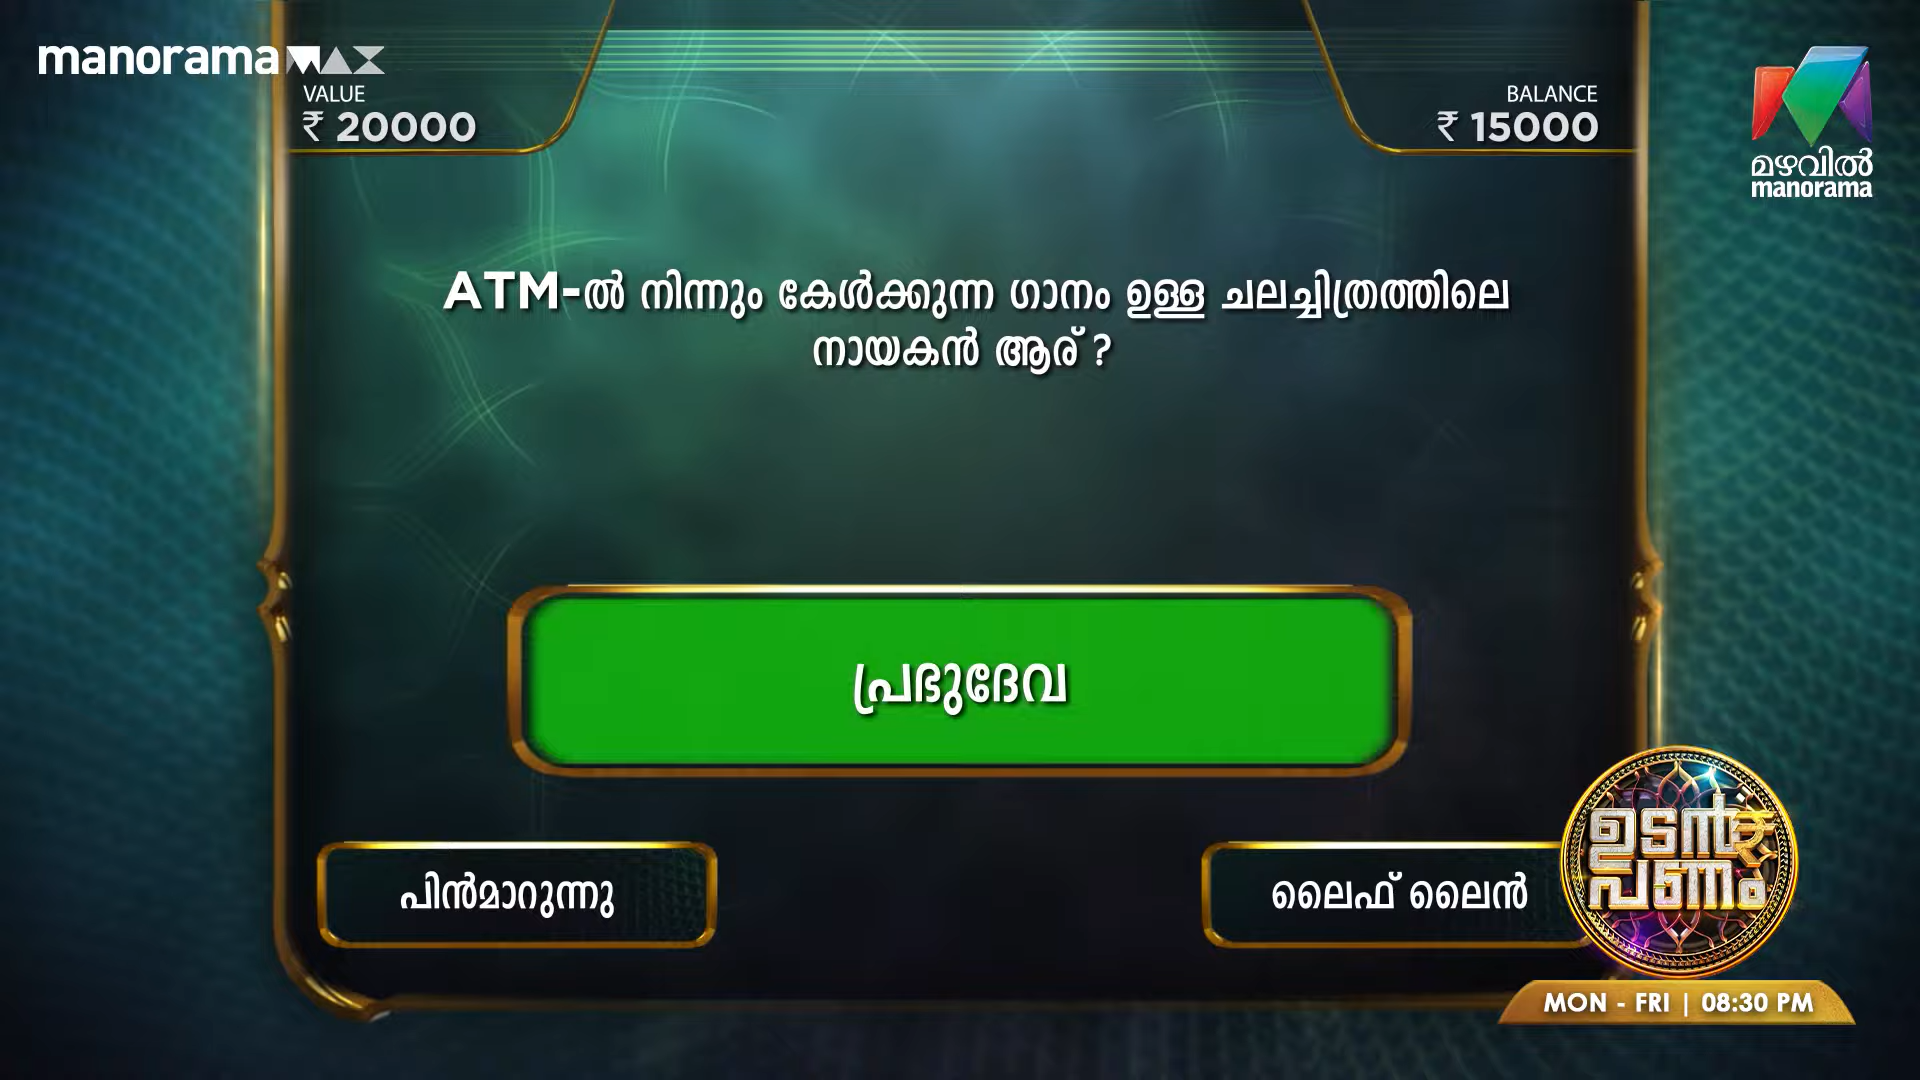 manorama MAX
VALUE
₹ 20000
BALANCE
₹ 15000
മഴവിൽ
manorama
ATM-ൽ നിന്നും കേൾക്കുന്ന ഗാനം ഉള്ള ചലച്ചിത്രത്തിലെ
നായകൻ ആര് ?
പ്രഭുദേവ
പിൻമാറുന്നു
ലൈഫ് ലൈൻ
ഉടൻ
പണം
MON - FRI | 08:30 PM